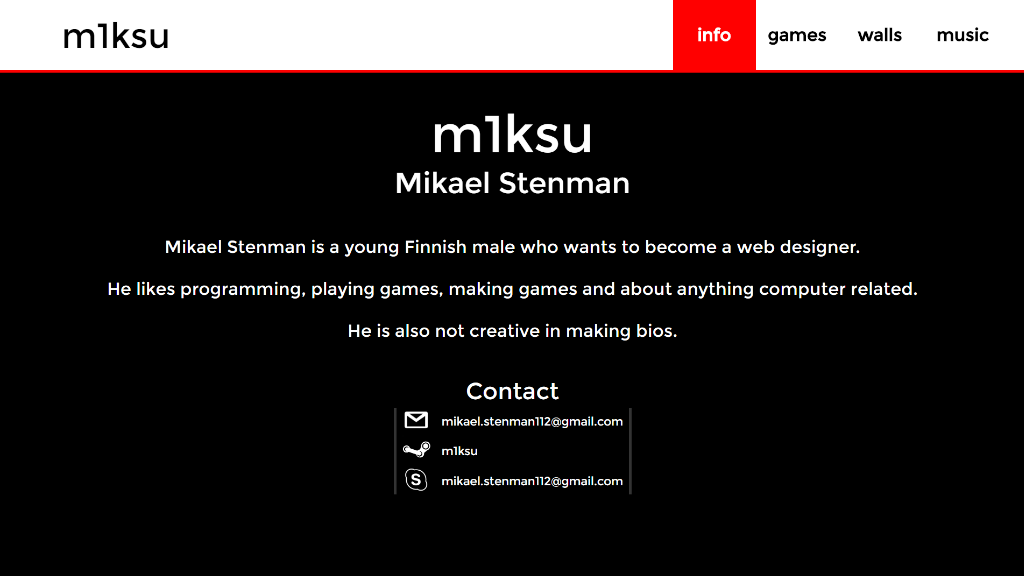 m1ksu
info games walls music
m1ksu
Mikael Stenman
Mikael Stenman is a young Finnish male who wants to become a web designer.
He likes programming, playing games, making games and about anything computer related.
He is also not creative in making bios.
Contact
mikael.stenman112@gmail.com
m1ksu
S mikael.stenman112@gmail.com